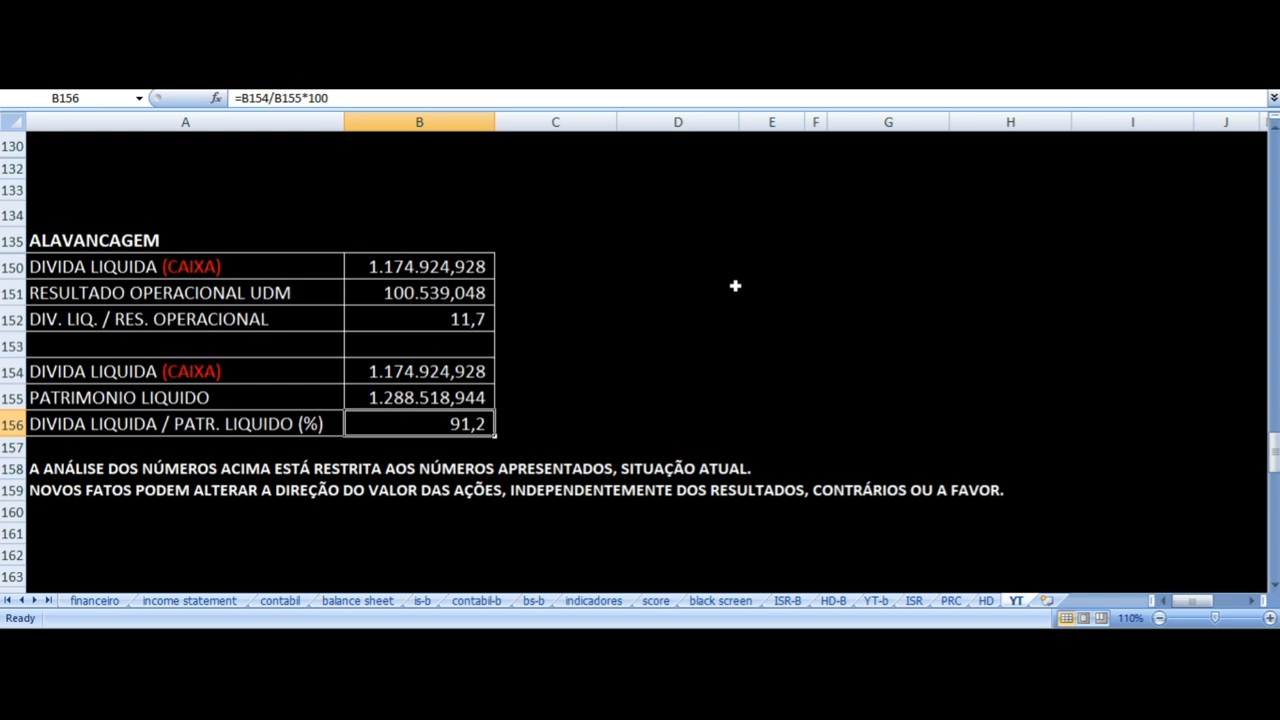 B156 fx =B154/B155*100
A B C D E F G H I J
130
132
133
134
135 ALAVANCAGEM
150 DIVIDA LIQUIDA (CAIXA) 1.174.924,928
151 RESULTADO OPERACIONAL UDM 100.539,048
152 DIV. LIQ. / RES. OPERACIONAL 11,7
153
154 DIVIDA LIQUIDA (CAIXA) 1.174.924,928
155 PATRIMONIO LIQUIDO 1.288.518,944
156 DIVIDA LIQUIDA / PATR. LIQUIDO (%) 91,2
157
158 A ANÁLISE DOS NÚMEROS ACIMA ESTÁ RESTRITA AOS NÚMEROS APRESENTADOS, SITUAÇÃO ATUAL.
159 NOVOS FATOS PODEM ALTERAR A DIREÇÃO DO VALOR DAS AÇÕES, INDEPENDENTEMENTE DOS RESULTADOS, CONTRÁRIOS OU A FAVOR.
160
161
162
163
financeiro income statement contabil balance sheet is-b contabil-b bs-b indicadores score black screen ISR-B HD-B YT-b ISR PRC HD YT
Ready 110%